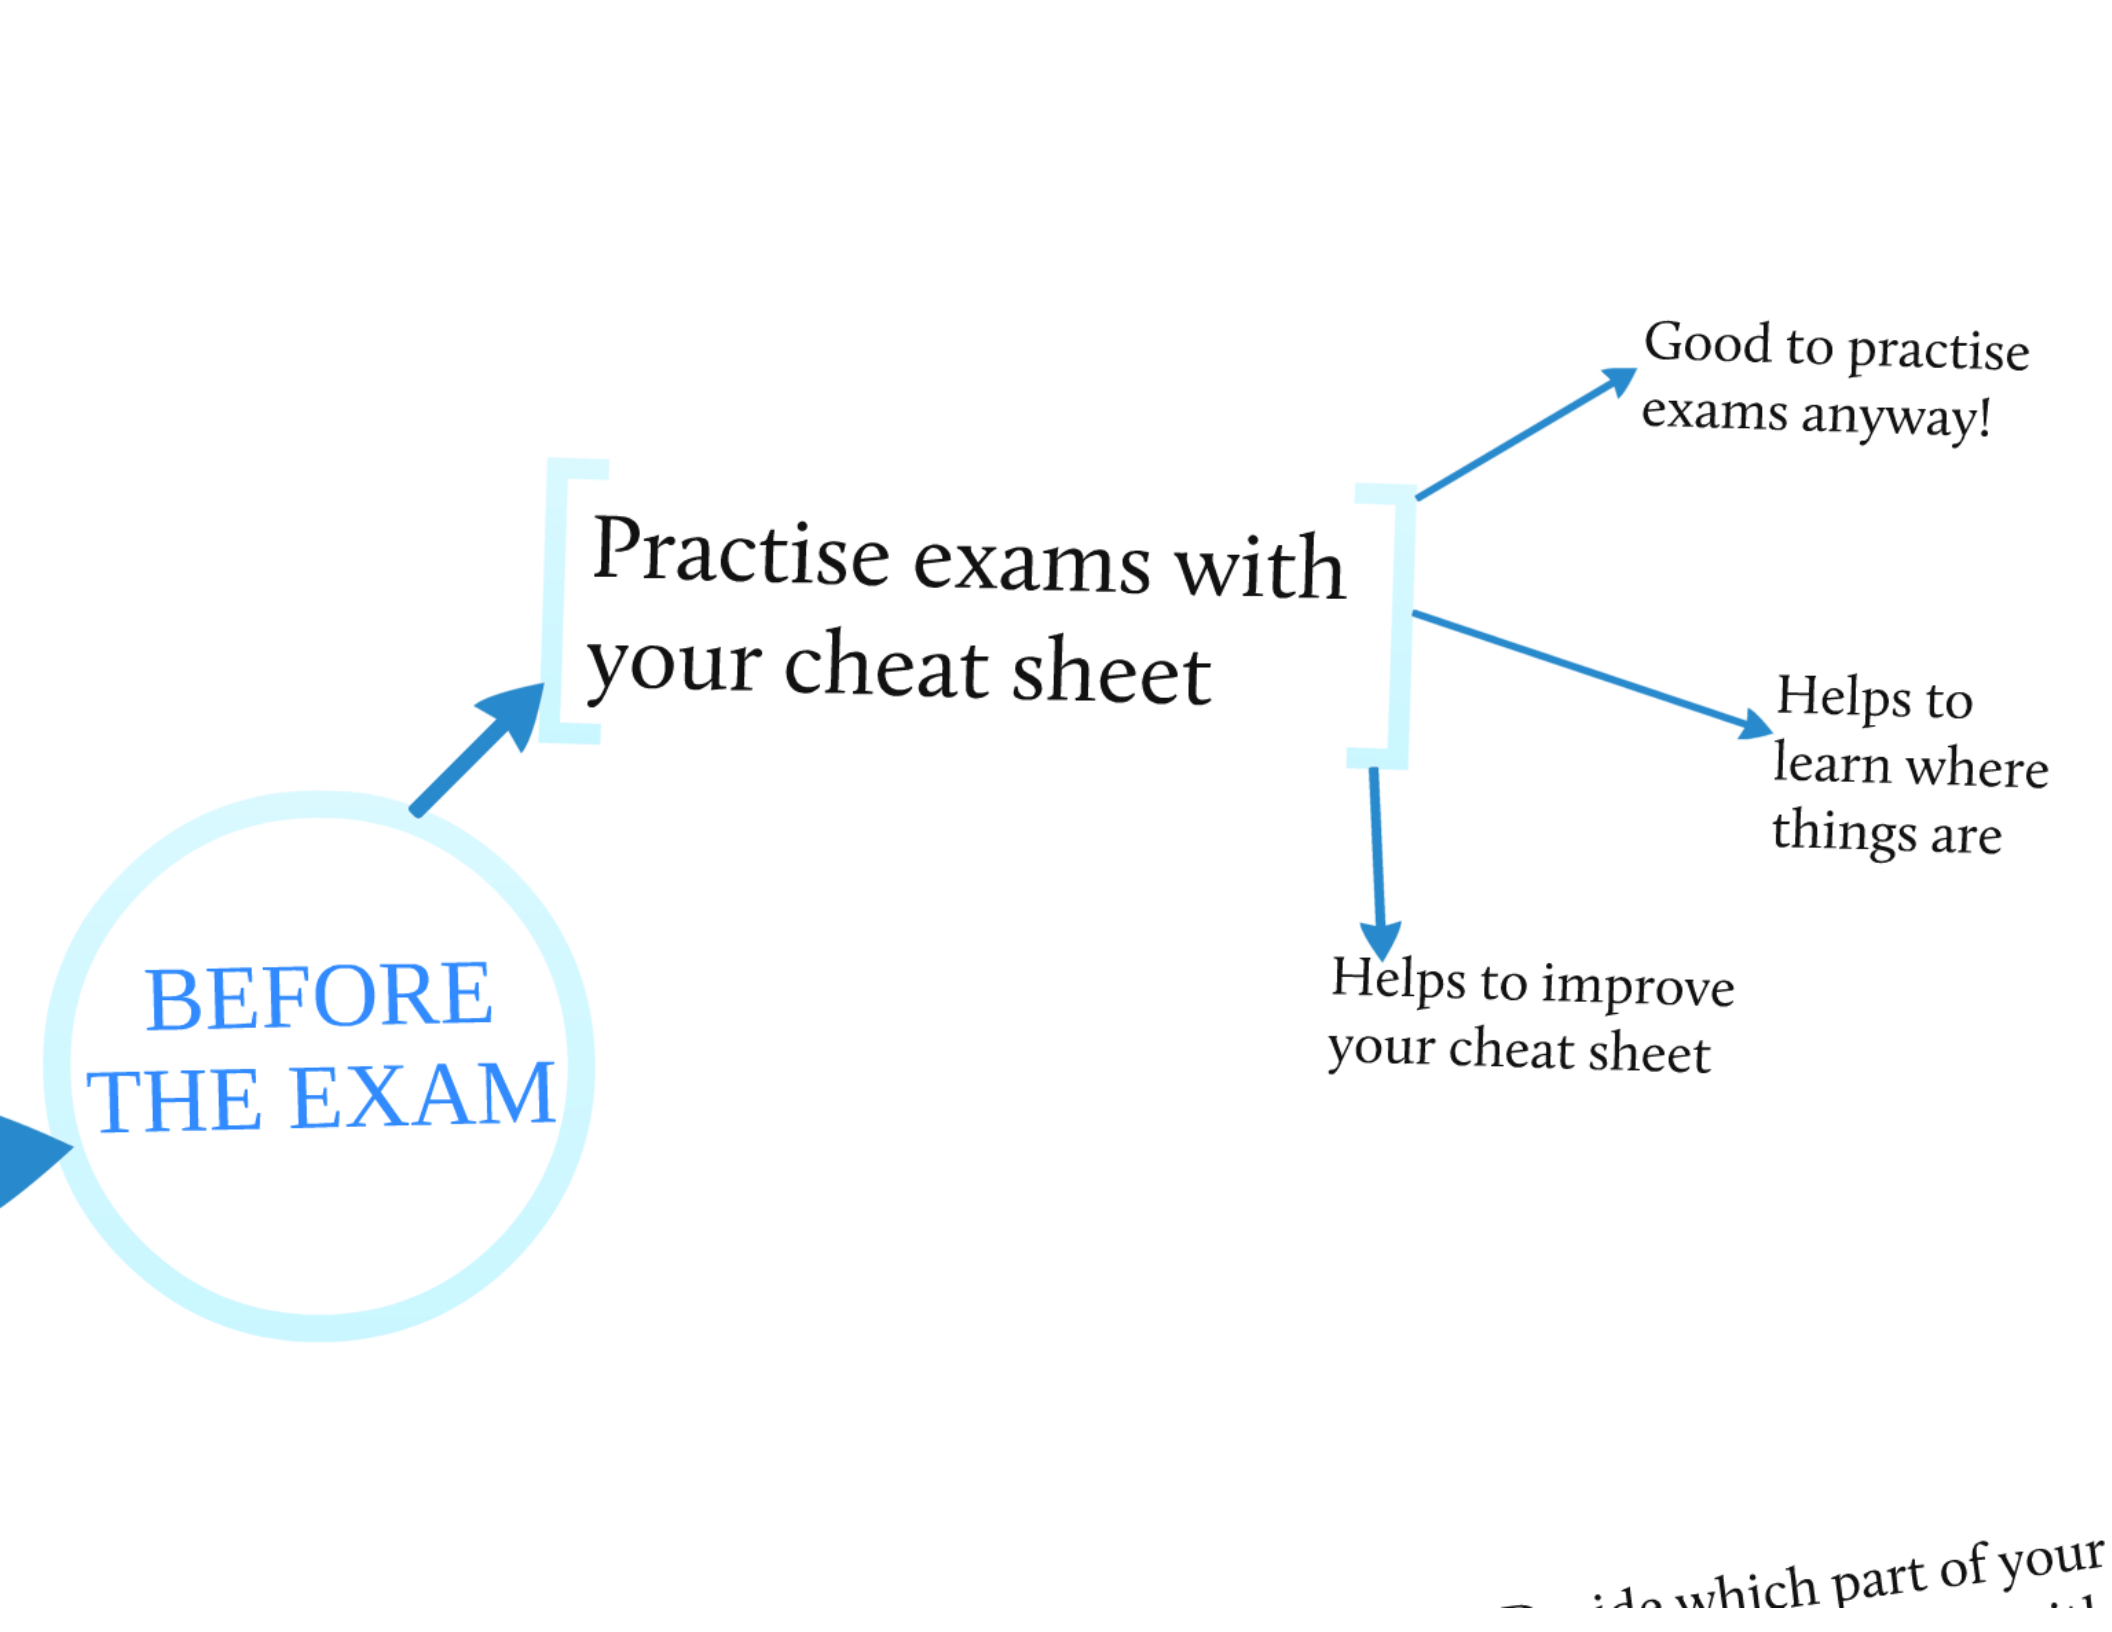 Good to practise
exams anyway!
Practise exams with
your cheat sheet
Helps to
learn where
things are
Helps to improve
your cheat sheet
BEFORE
THE EXAM
which part of your